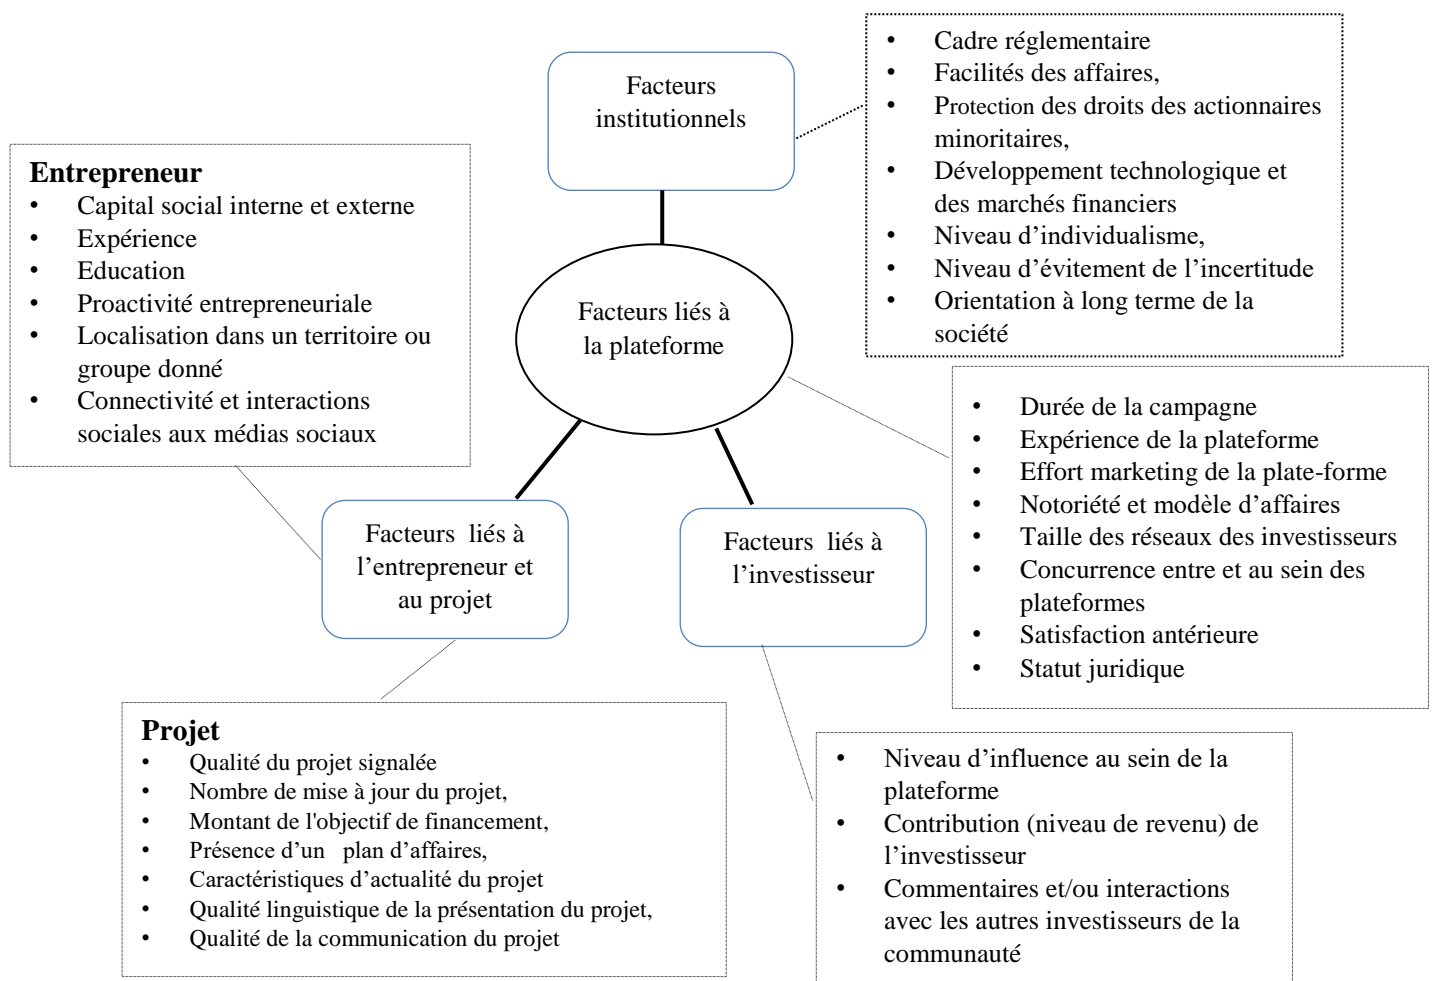 Facteurs
institutionnels
• Cadre réglementaire
• Facilités des affaires,
• Protection des droits des actionnaires
minoritaires,
• Développement technologique et
des marchés financiers
• Niveau d’individualisme,
• Niveau d’évitement de l’incertitude
• Orientation à long terme de la
société
Entrepreneur
• Capital social interne et externe
• Expérience
• Education
• Proactivité entrepreneuriale
• Localisation dans un territoire ou
groupe donné
• Connectivité et interactions
sociales aux médias sociaux
Facteurs liés à
la plateforme
• Durée de la campagne
• Expérience de la plateforme
• Effort marketing de la plate-forme
• Notoriété et modèle d’affaires
• Taille des réseaux des investisseurs
• Concurrence entre et au sein des
plateformes
• Satisfaction antérieure
• Statut juridique
Facteurs liés à
l’entrepreneur et
au projet
Facteurs liés à
l’investisseur
Projet
• Qualité du projet signalée
• Nombre de mise à jour du projet,
• Montant de l'objectif de financement,
• Présence d’un plan d’affaires,
• Caractéristiques d’actualité du projet
• Qualité linguistique de la présentation du projet,
• Qualité de la communication du projet
• Niveau d’influence au sein de la
plateforme
• Contribution (niveau de revenu) de
l’investisseur
• Commentaires et/ou interactions
avec les autres investisseurs de la
communauté